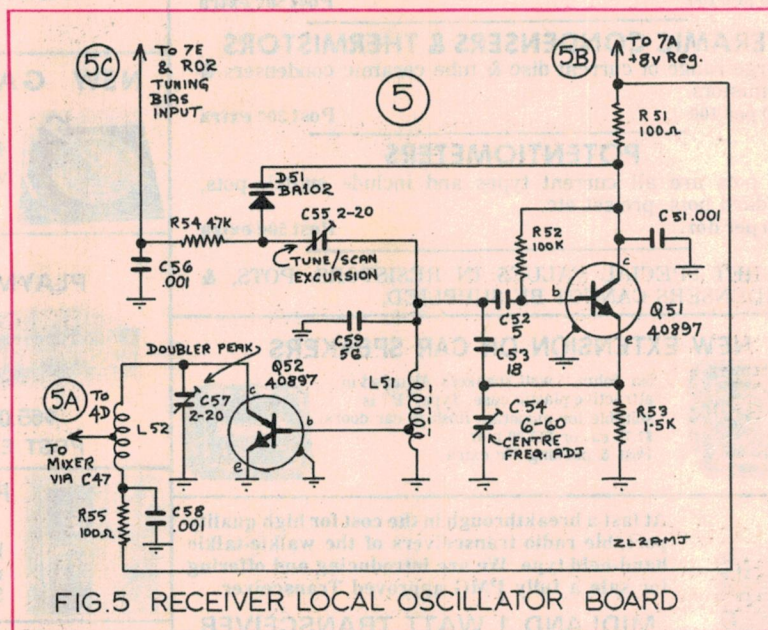 5C
TO 7E
& R02
TUNING
BIAS
INPUT
5
5B
TO 7A
+8V Reg.
R51
100Ω
D51
BA102
R54 47K
C55 2-20
TUNE/SCAN
EXCURSION
C56
.001
R52
100K
C51 .001
c
b
Q51
40897
C52
5
C53
18
C59
56
DOUBLER PEAK
Q52
40897
C57
2-20
b
e
L51
C54
6-60
CENTRE
FREQ. ADJ
R53
1.5K
5A
TO
4D
TO
MIXER
VIA C47
L52
R55
100Ω
C58
.001
ZL2AMJ
FIG.5 RECEIVER LOCAL OSCILLATOR BOARD